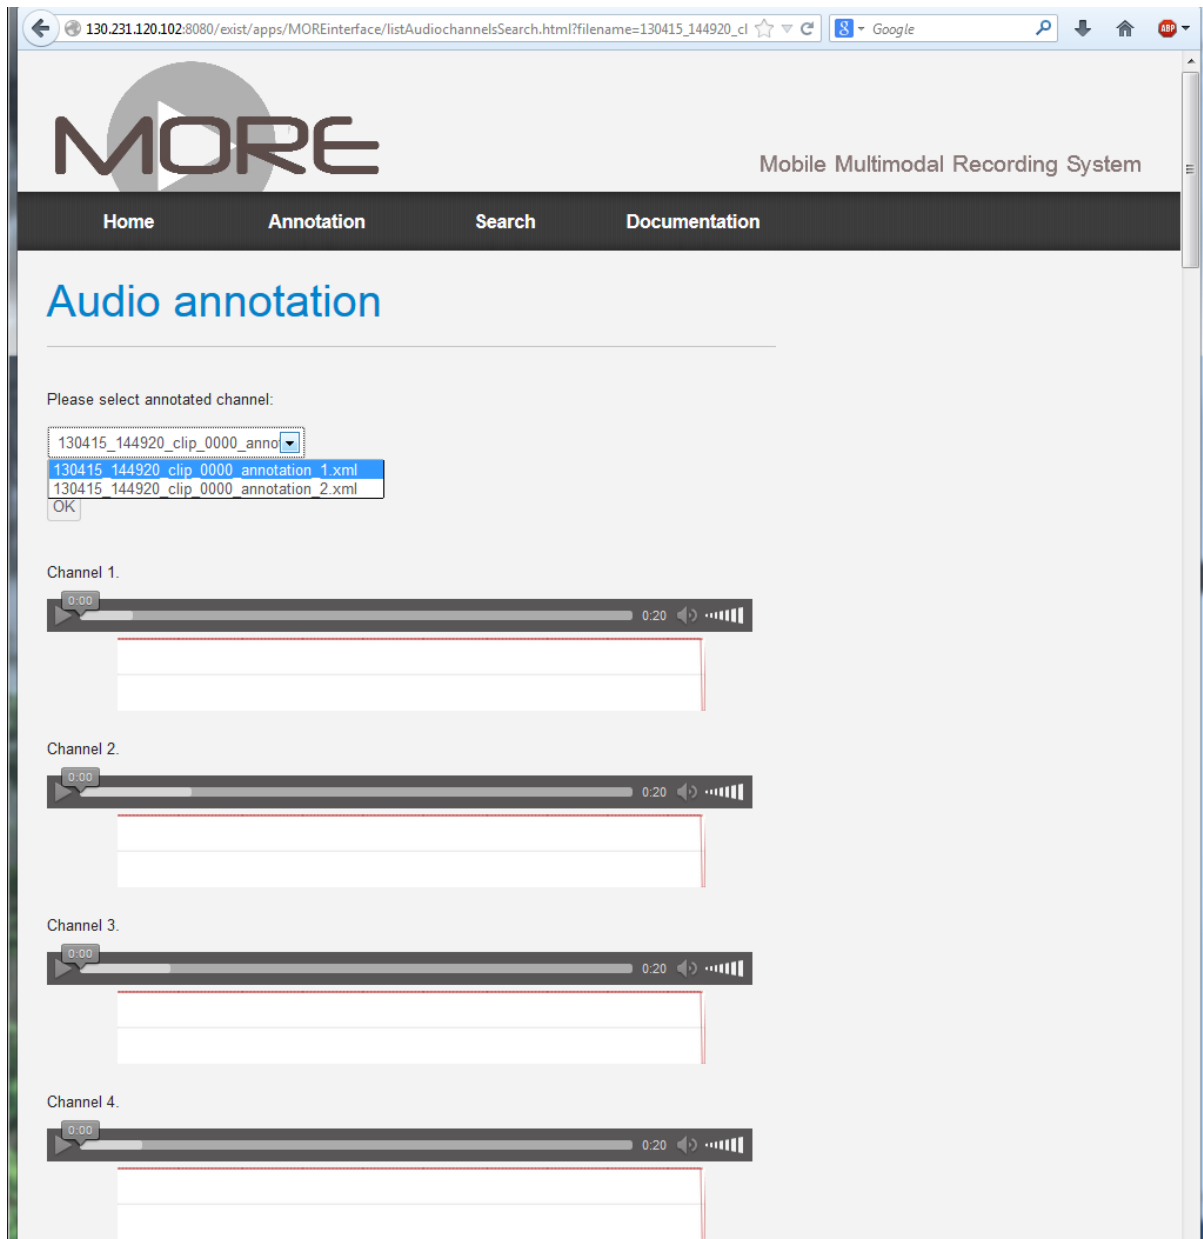 130.231.120.102:8080/exist/apps/MOREinterface/listAudiochannelsSearch.html?filename=130415_144920_cl 8 Google ABP
MORE
Mobile Multimodal Recording System
Home Annotation Search Documentation
Audio annotation
Please select annotated channel:
130415_144920_clip_0000_anno
130415_144920_clip_0000_annotation_1.xml
130415_144920_clip_0000_annotation_2.xml
OK
Channel 1.
0:00 0:20
Channel 2.
0:00 0:20
Channel 3.
0:00 0:20
Channel 4.
0:00 0:20